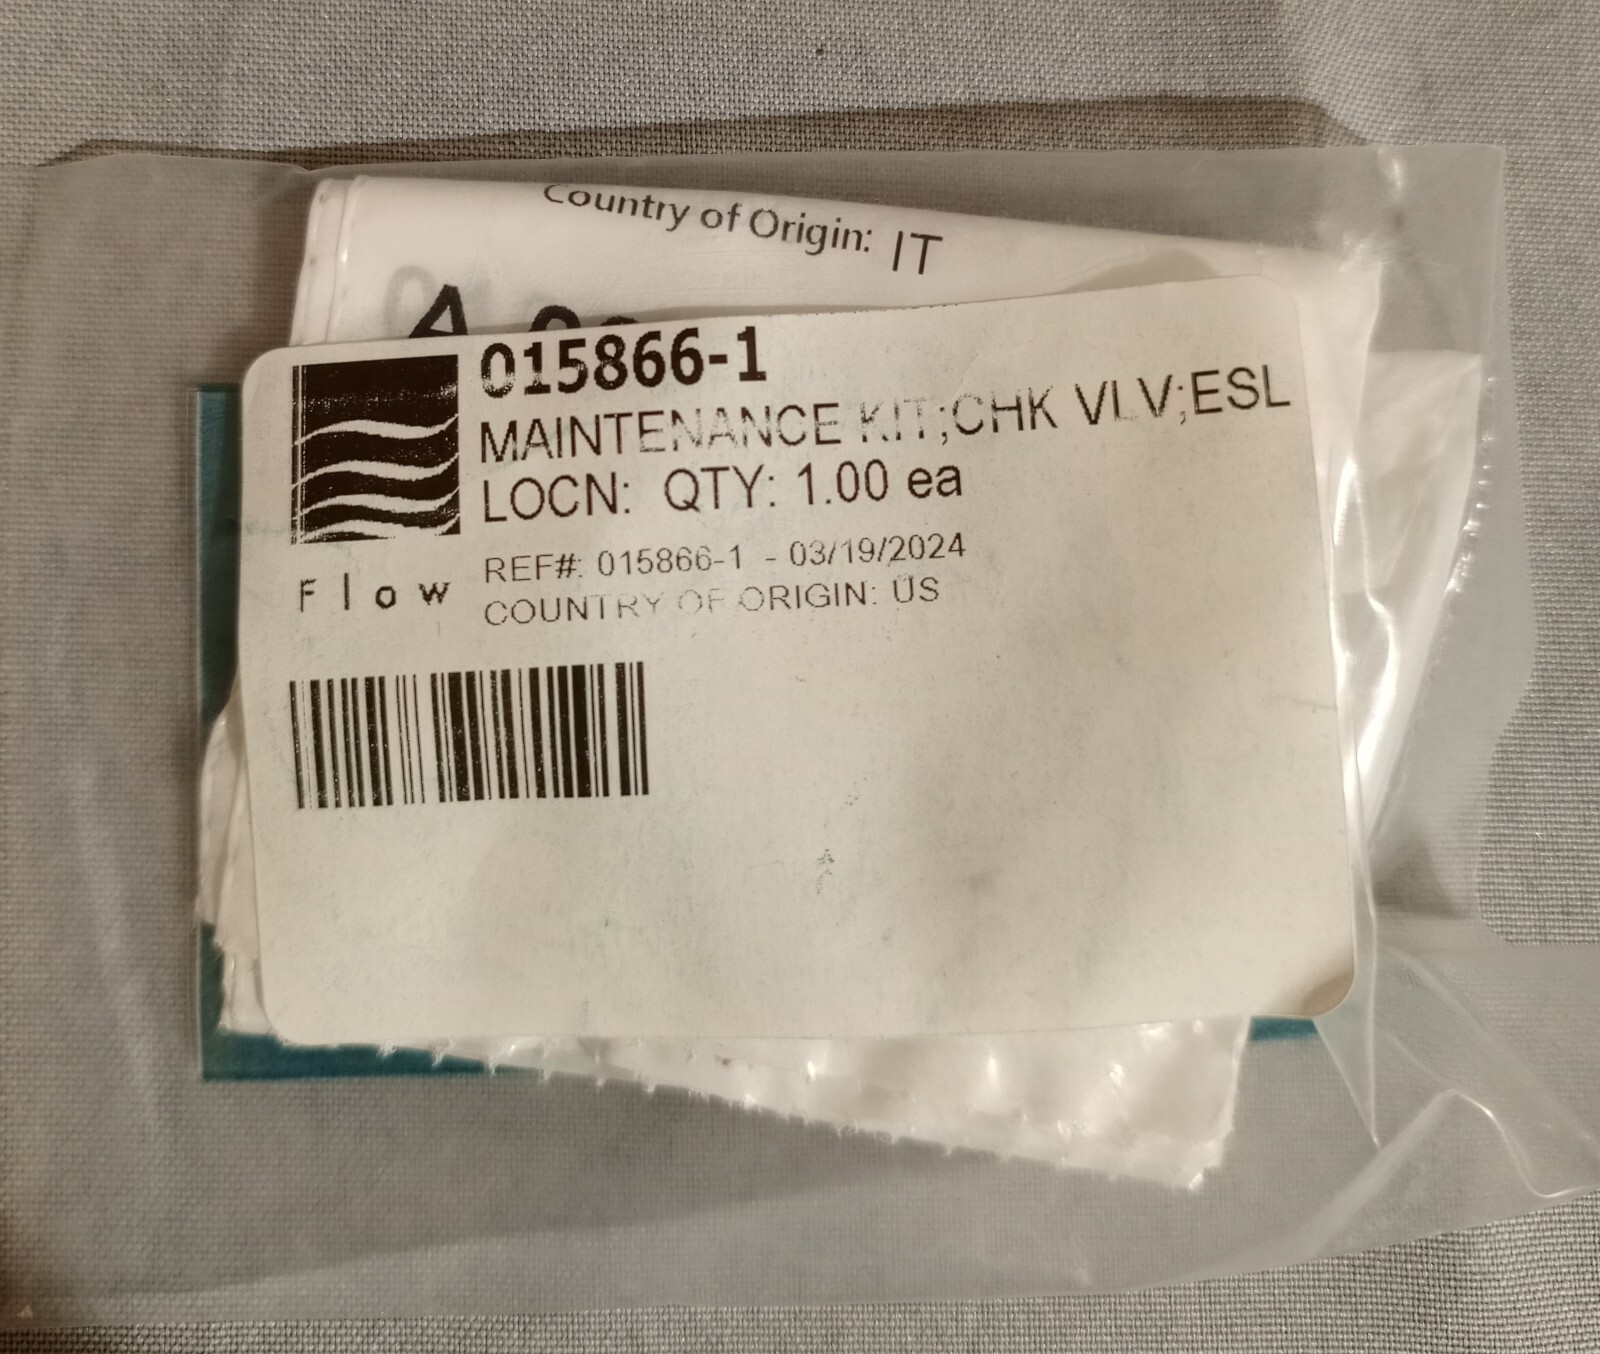 Country of Origin: IT
015866-1
MAINTENANCE KIT;CHK VLV;ESL
LOCN: QTY: 1.00 ea
REF#: 015866-1 - 03/19/2024
COUNTRY OF ORIGIN: US
Flow